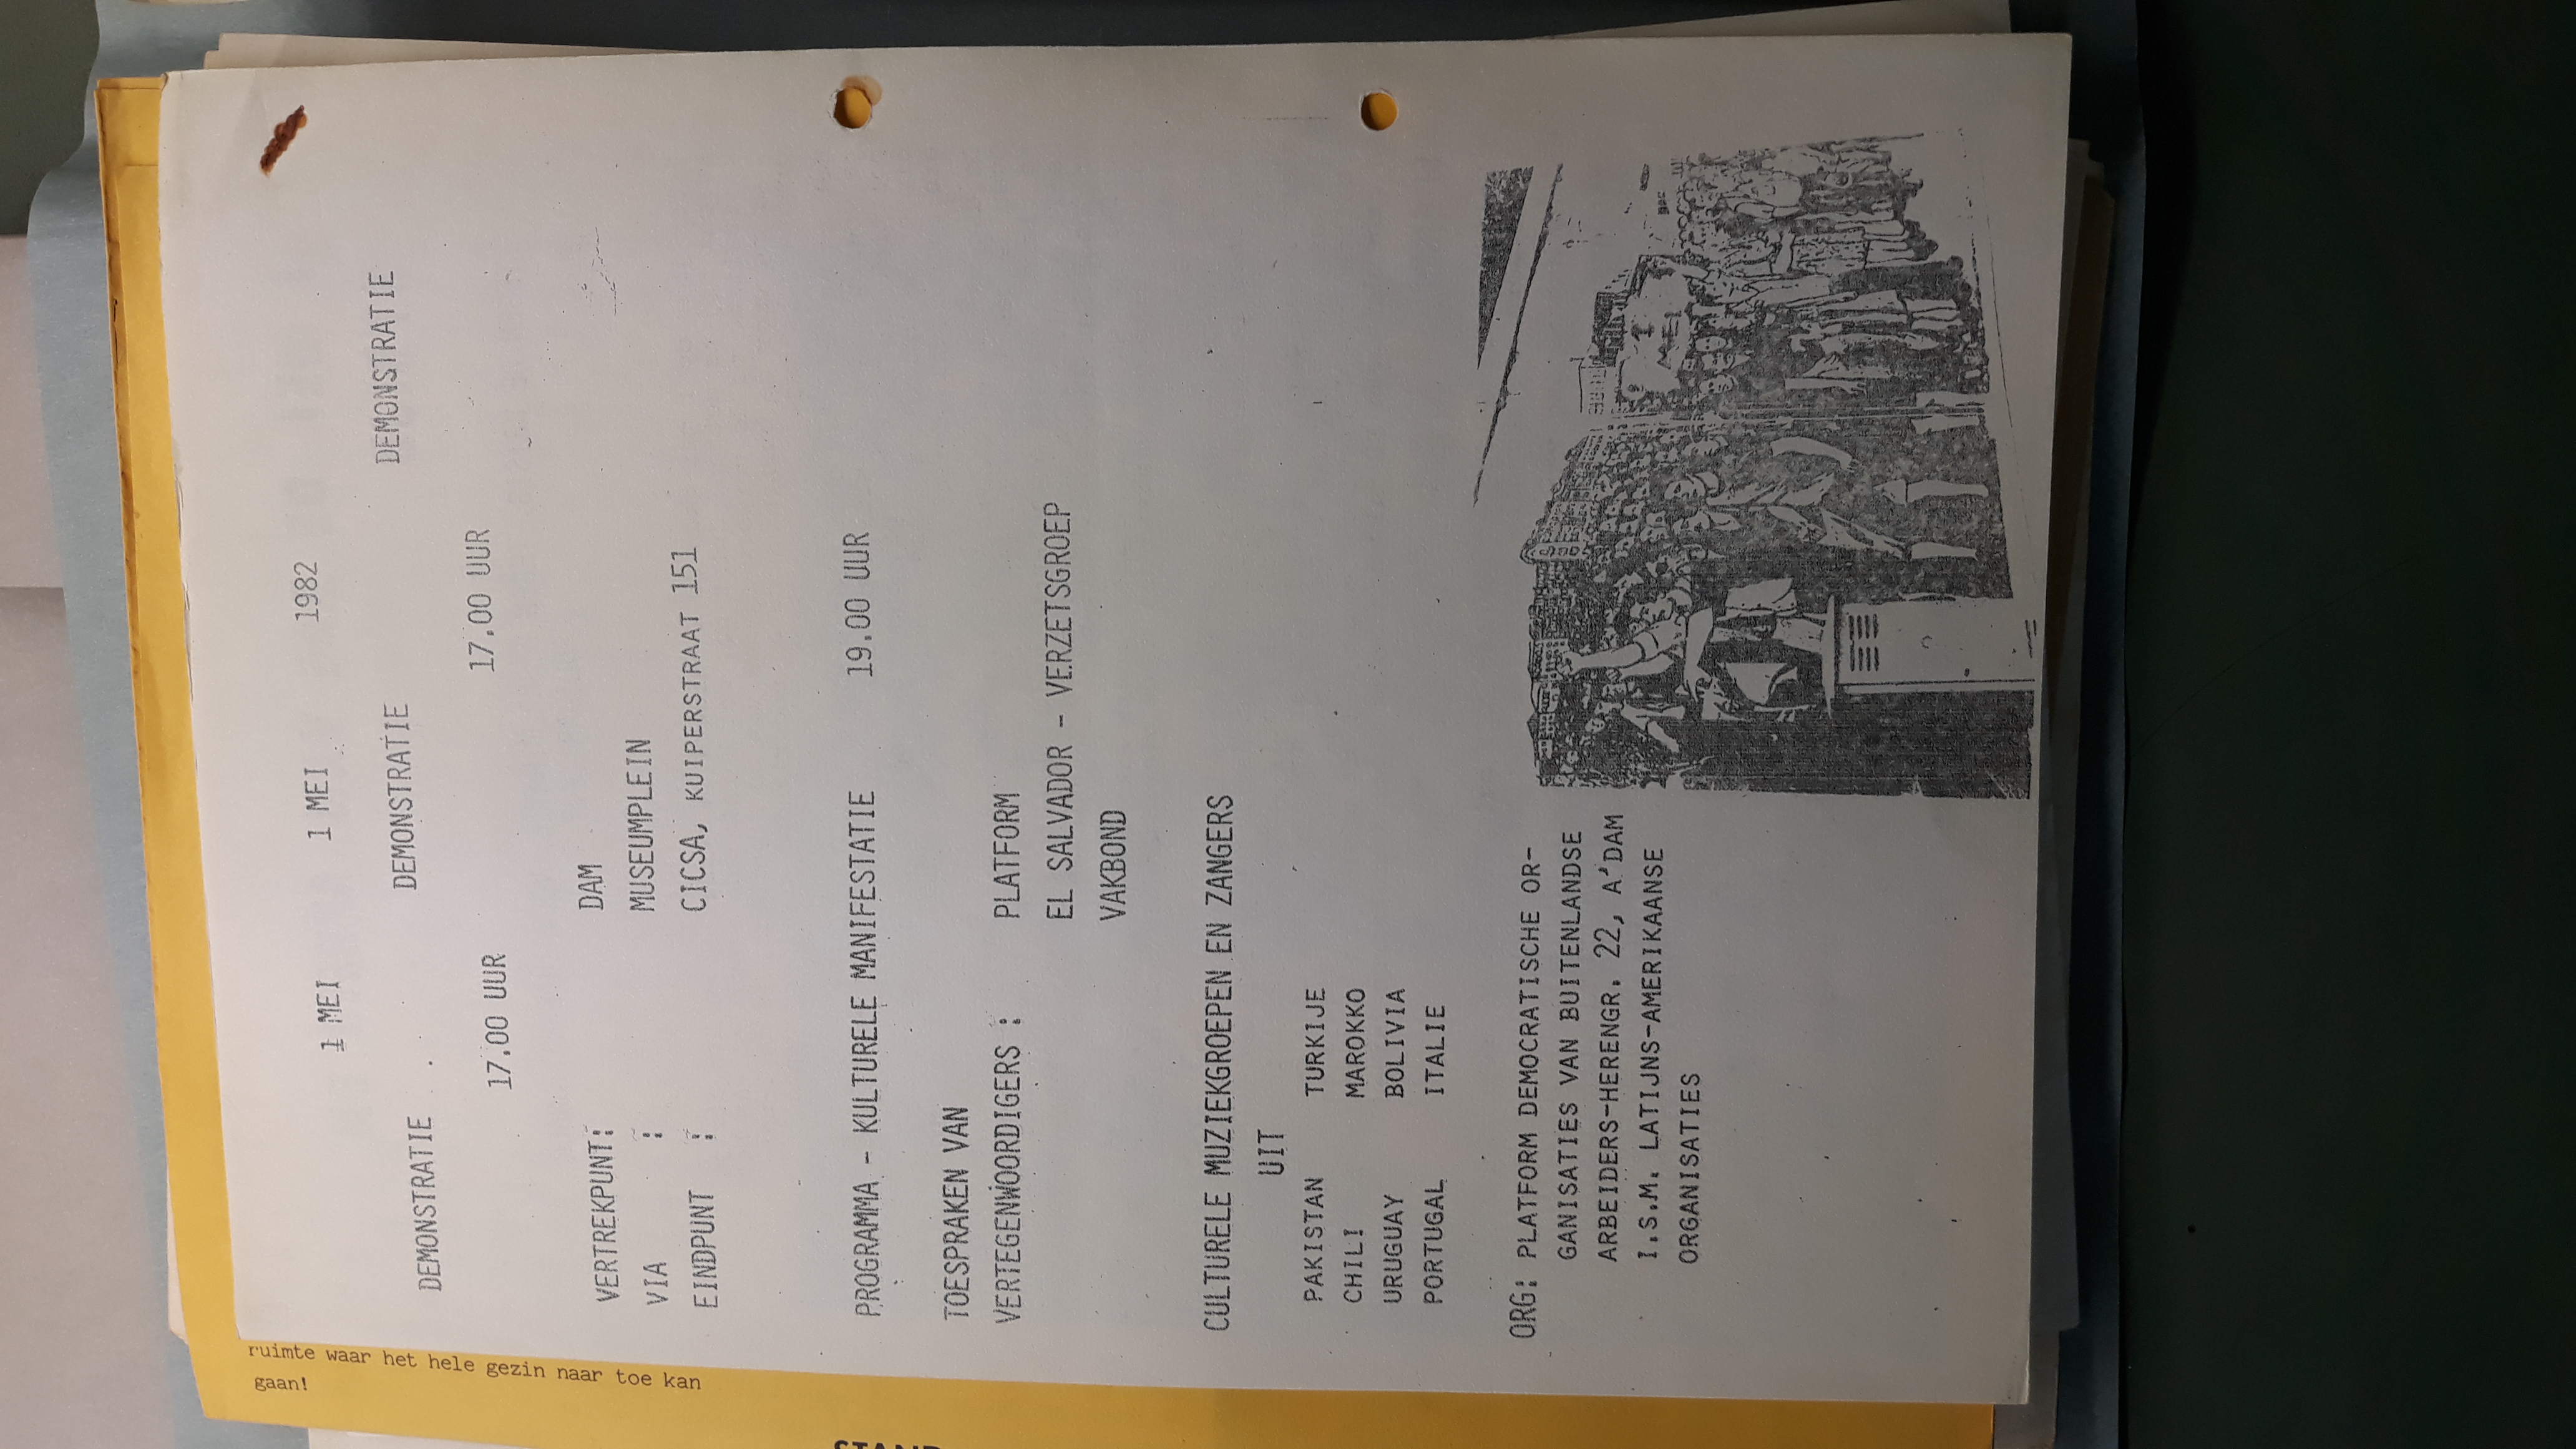 1 MEI 1 MEI 1982
DEMONSTRATIE DEMONSTRATIE DEMONSTRATIE
17.00 UUR 17.00 UUR
VERTREKPUNT: DAM
VIA : MUSEUMPLEIN
EINDPUNT : CICSA, KUIPERSTRAAT 151
PROGRAMMA - KULTURELE MANIFESTATIE 19.00 UUR
TOESPRAKEN VAN
VERTEGENWOORDIGERS : PLATFORM
EL SALVADOR - VERZETSGROEP
VAKBOND
CULTURELE MUZIEKGROEPEN EN ZANGERS
UIT
PAKISTAN TURKIJE
CHILI MAROKKO
URUGUAY BOLIVIA
PORTUGAL ITALIE
ORG: PLATFORM DEMOCRATISCHE OR-
GANISATIES VAN BUITENLANDSE
ARBEIDERS-HERENGR. 22, A'DAM
I.S.M. LATIJNS-AMERIKAANSE
ORGANISATIES
ruimte waar het hele gezin naar toe kan
gaan!